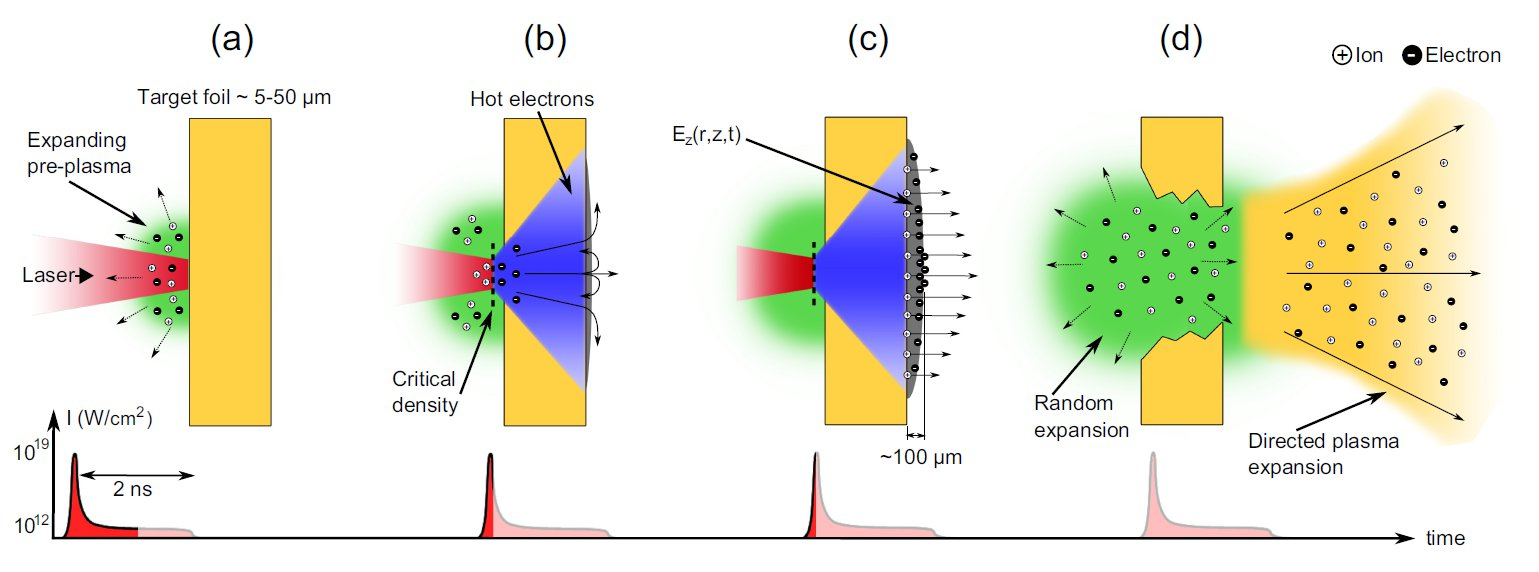 (a)
(b)
(c)
(d)
+ Ion - Electron
Target foil ~ 5-50 µm
Expanding
pre-plasma
Laser
Hot electrons
Critical
density
E_z(r,z,t)
~100 µm
Random
expansion
Directed plasma
expansion
I (W/cm²)
10¹⁹
2 ns
10¹²
time